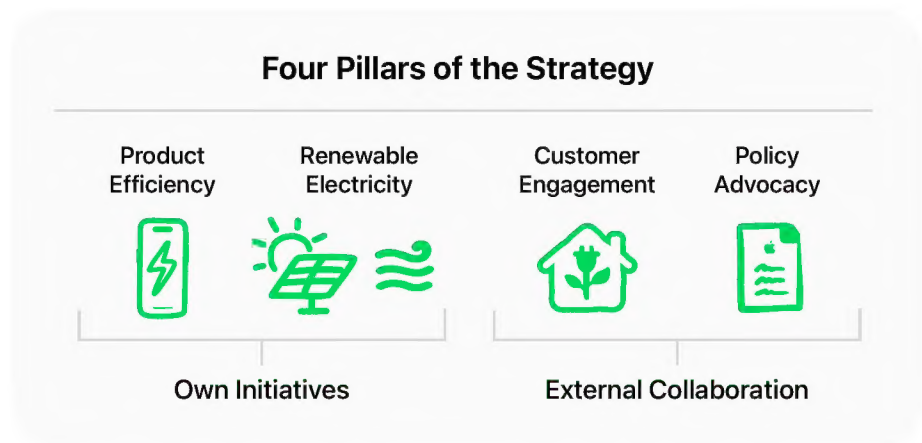 Four Pillars of the Strategy
Product
Efficiency
Renewable
Electricity
Customer
Engagement
Policy
Advocacy
Own Initiatives
External Collaboration